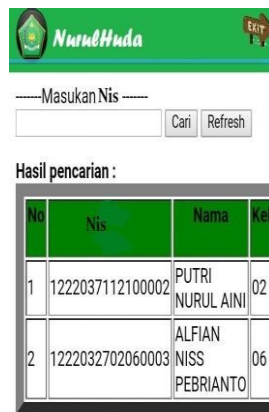 NurulHuda
EXIT
-------Masukan Nis -------
Cari Refresh
Hasil pencarian :
No Nis Nama Kel
1 1222037112100002 PUTRI NURUL AINI 02
2 1222032702060003 ALFIAN NISS PEBRIANTO 06